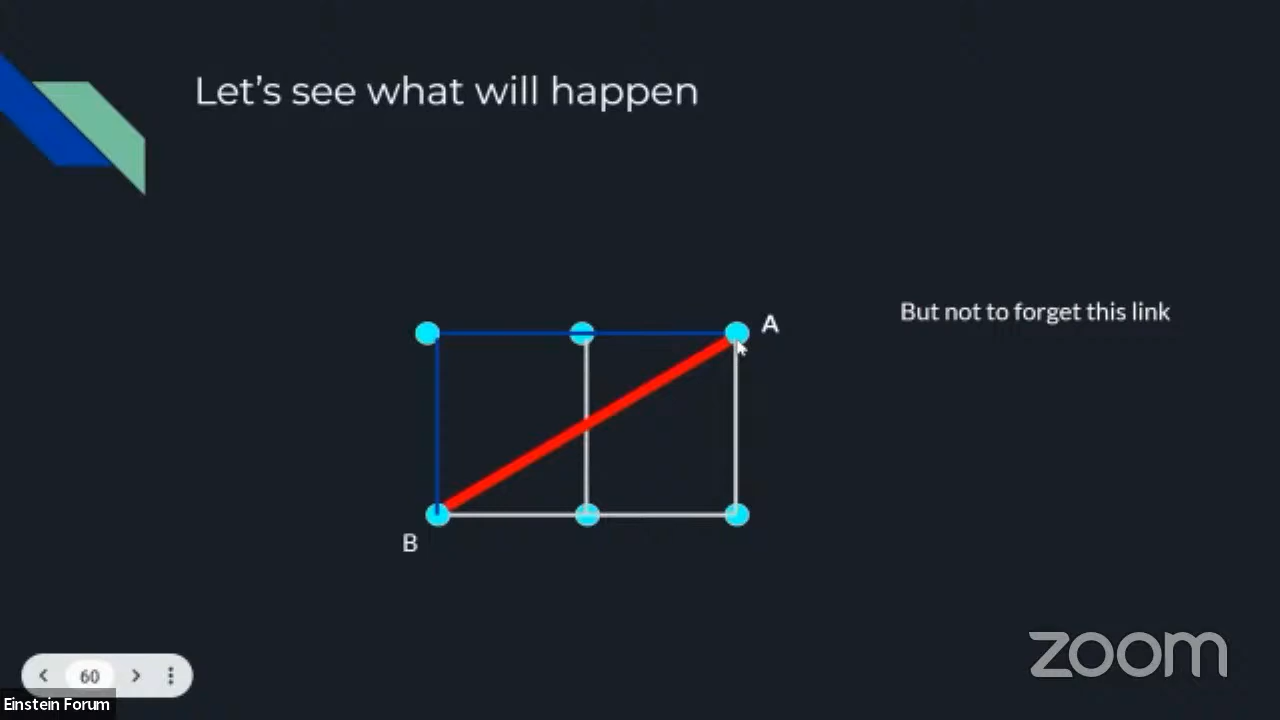 Let's see what will happen
A
But not to forget this link
B
zoom
60
Einstein Forum